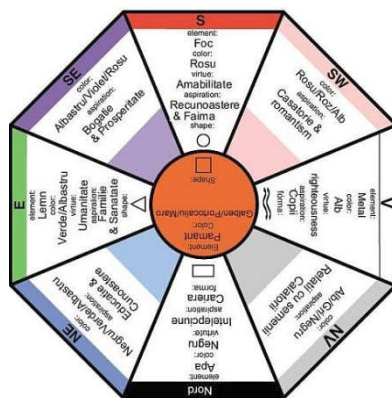 S
element:
Foc
color:
Rosu
virtue:
Amabilitate
aspiration:
Recunoastere
& Faima
shape:
SW
color:
Rosu/Roz/Alb
aspiration:
Casatorie &
romantism
V
element:
Metal
color:
Alb
virtue:
righteousness
aspiration:
Copii
forma:
NV
color:
Alb/Gri/Negru
aspiration:
Relatii cu semenii
Calatorii
Nord
element
Apa
color
Negru
virtute:
Intelepciune
aspiration
Cariera
forma
NE
color:
Negru/Verde/Albastru
aspiration:
Educatie &
Cunoastere
E
element:
Lemn
color:
Verde/Albastru
virtue:
Umanitate
aspiration:
Familie
& Sanatate
shape:
SE
color:
Albastru/Violet/Rosu
aspiration:
Bogatie
& Prosperitate
Element:
Pamant
Color:
Galben/Portocaliu/Maro
Shape: